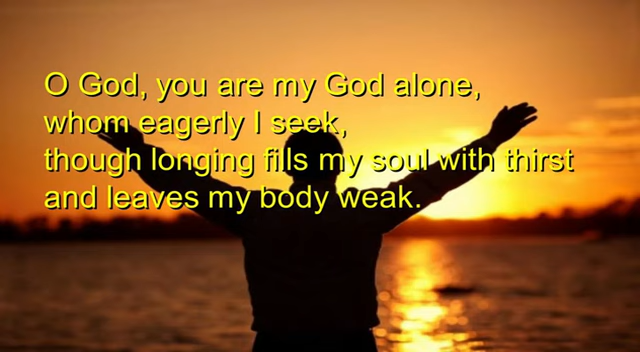 O God, you are my God alone,
whom eagerly I seek,
though longing fills my soul with thirst
and leaves my body weak.